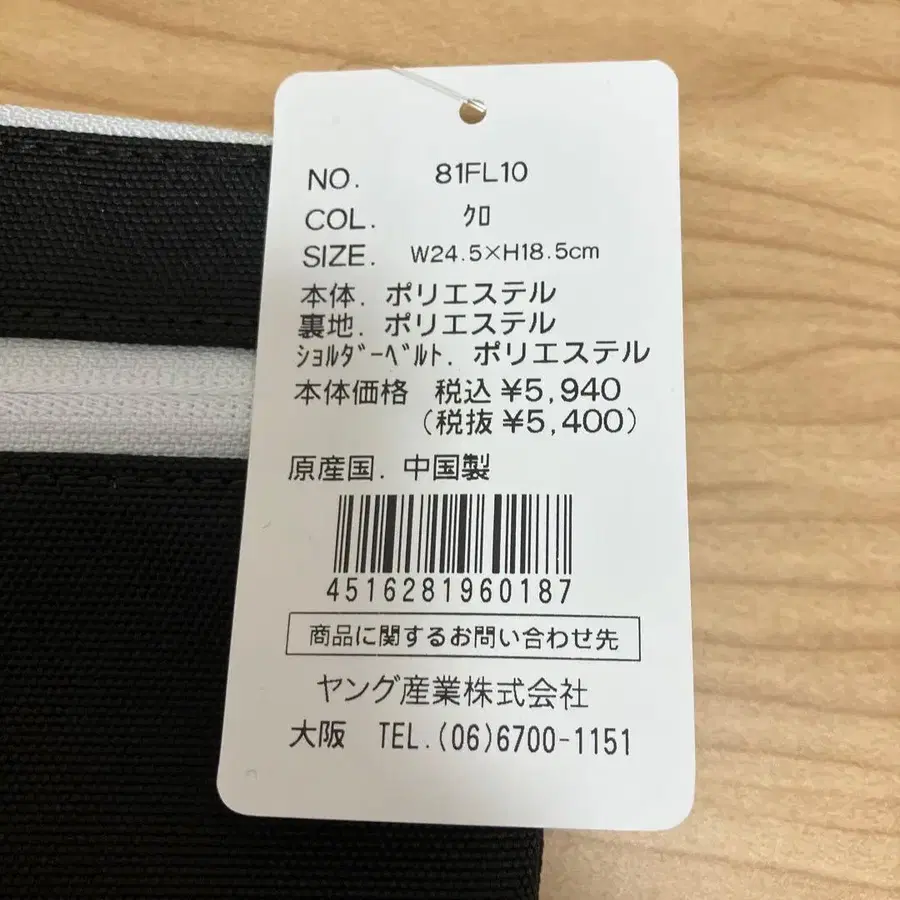 NO. 81FL10
COL. ｸﾛ
SIZE. W24.5×H18.5cm
本体. ポリエステル
裏地. ポリエステル
ｼｮﾙﾀﾞｰﾍﾞﾙﾄ. ポリエステル
本体価格 税込 ¥5,940
(税抜 ¥5,400)
原産国. 中国製
4516281960187
商品に関するお問い合わせ先
ヤング産業株式会社
大阪 TEL.(06)6700-1151